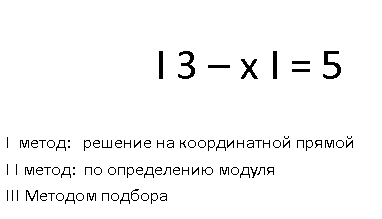 I 3 – x I = 5
I метод: решение на координатной прямой
I I метод: по определению модуля
III Методом подбора